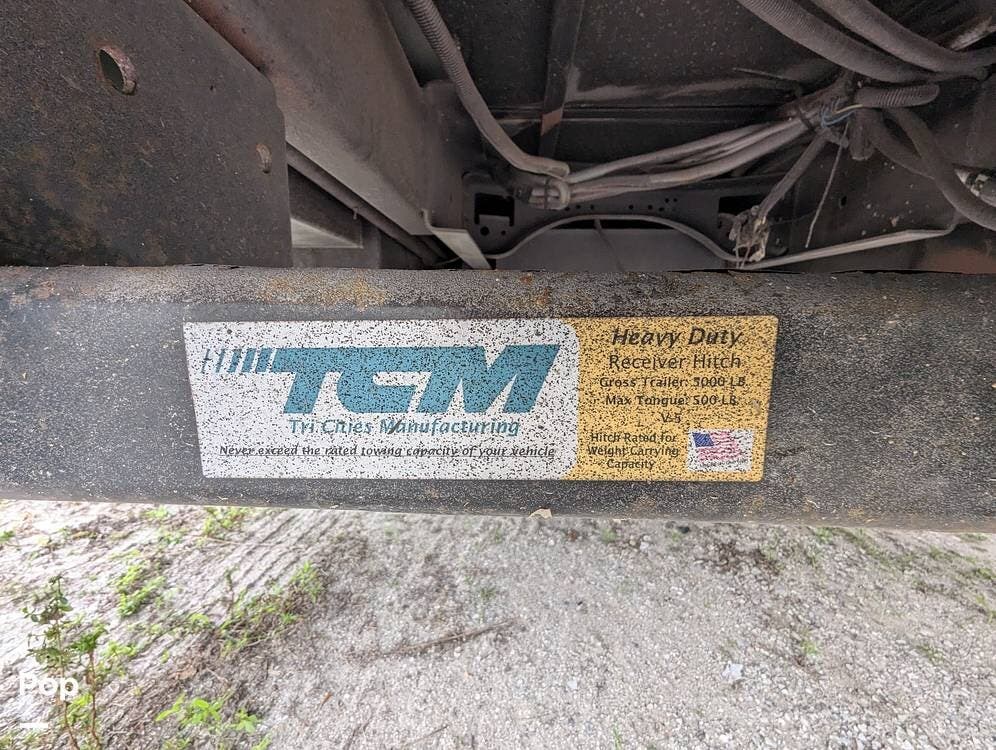 TCM
Tri Cities Manufacturing
Never exceed the rated towing capacity of your vehicle
Heavy Duty
Receiver Hitch
Gross Trailer: 5000 LB
Max Tongue: 500 LB
V-5
Hitch Rated for
Weight Carrying
Capacity
Pop